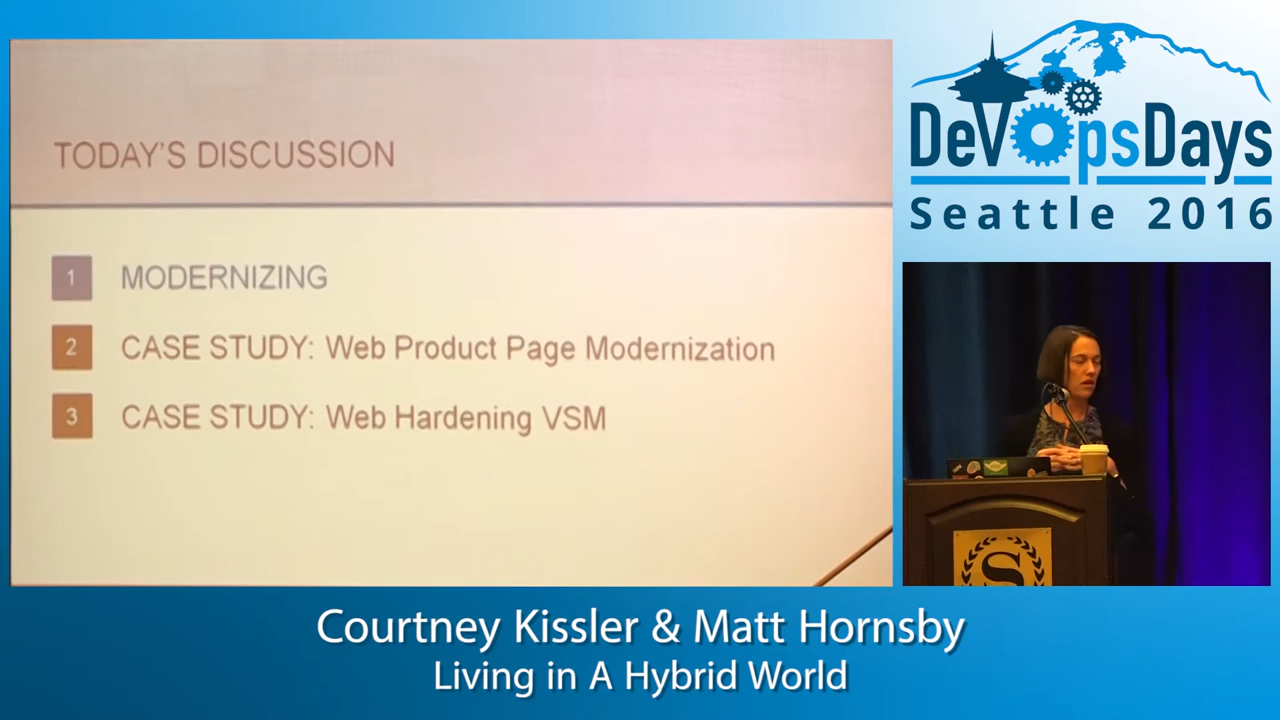 TODAY'S DISCUSSION
1 MODERNIZING
2 CASE STUDY: Web Product Page Modernization
3 CASE STUDY: Web Hardening VSM
DevOpsDays
Seattle 2016
S
Courtney Kissler & Matt Hornsby
Living in A Hybrid World